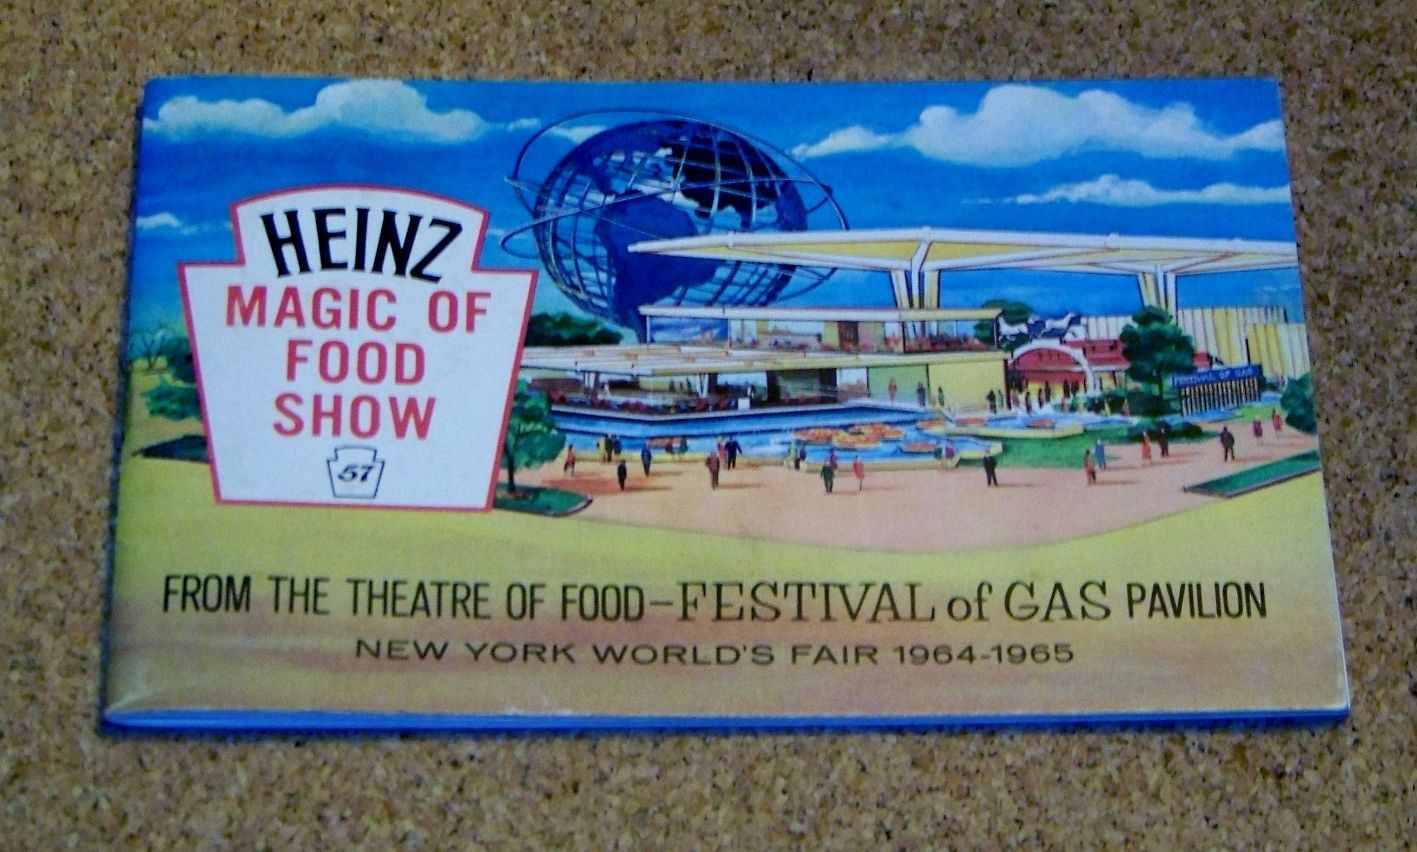 HEINZ
MAGIC OF
FOOD
SHOW
57
FESTIVAL OF GAS
FROM THE THEATRE OF FOOD–FESTIVAL of GAS PAVILION
NEW YORK WORLD'S FAIR 1964-1965